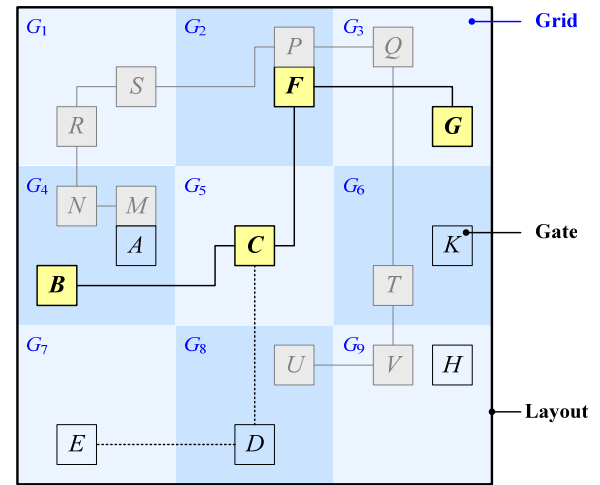 G1 G2 G3 Grid
P Q
S F
R G
G4 G5 G6
N M
A C K Gate
B T
G7 G8 G9
U V H
Layout
E D